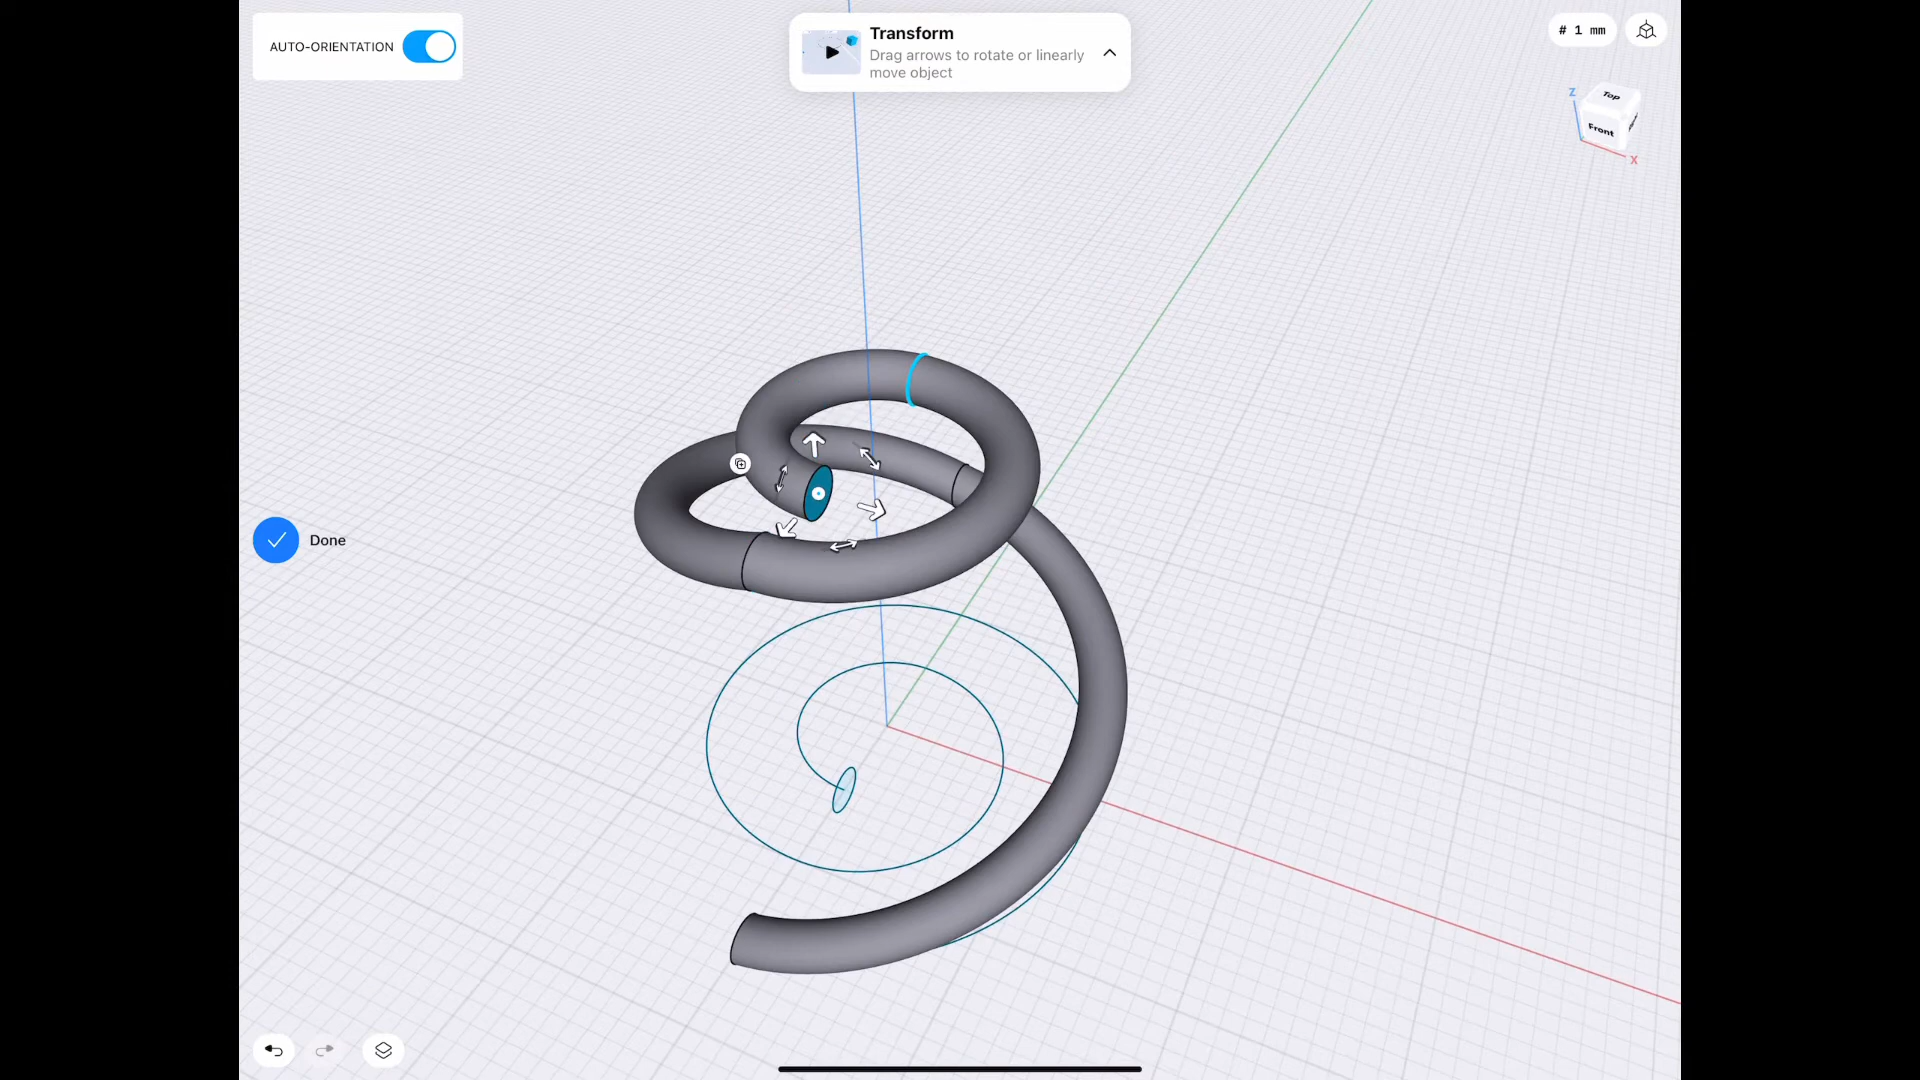 AUTO-ORIENTATION
Transform
Drag arrows to rotate or linearly
move object
# 1 mm
Z
Top
Front
X
Done